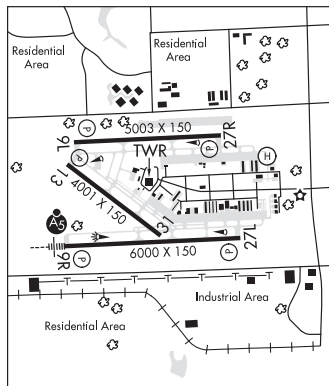 Residential
Area
Residential
Area
5003 X 150
9L
27R
P
P
P
TWR
H
13
4001 X 150
31
A5
9R
6000 X 150
27L
P
P
Industrial Area
Residential Area